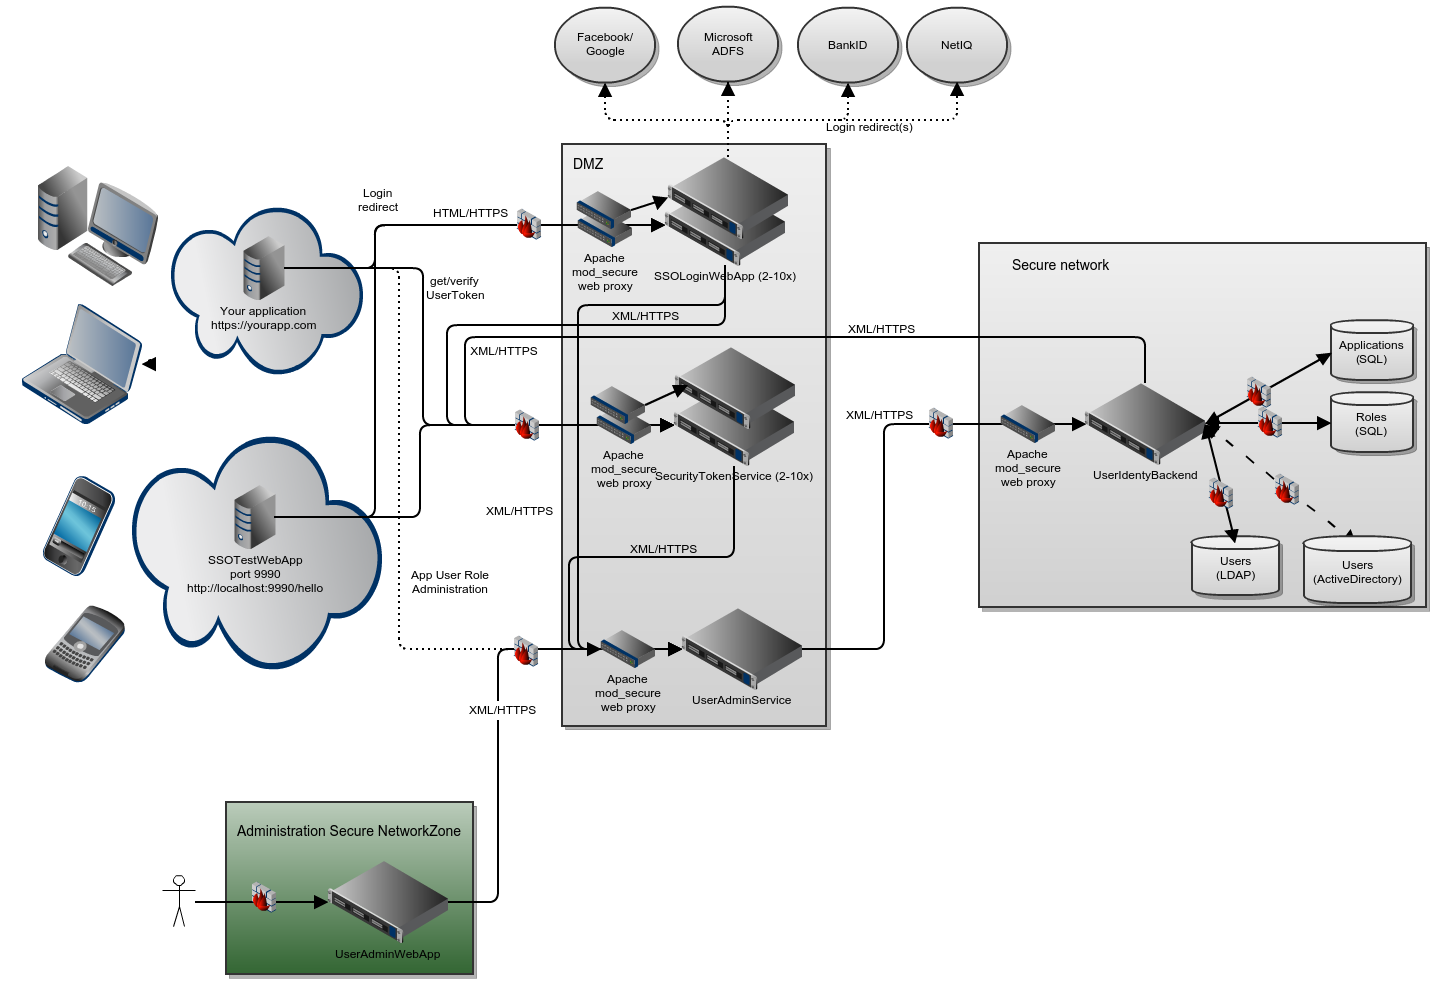 Facebook/
Google
Microsoft
ADFS
BankID
NetIQ
Login redirect(s)
DMZ
Login
redirect
HTML/HTTPS
Apache
mod_secure
web proxy
SSOLoginWebApp (2-10x)
Your application
https://yourapp.com
get/verify
UserToken
XML/HTTPS
XML/HTTPS
XML/HTTPS
Secure network
Applications
(SQL)
Roles
(SQL)
XML/HTTPS
Apache
mod_secure
web proxy
SecurityTokenService (2-10x)
Apache
mod_secure
web proxy
UserIdentyBackend
10:15
XML/HTTPS
XML/HTTPS
SSOTestWebApp
port 9990
http://localhost:9990/hello
App User Role
Administration
Users
(LDAP)
Users
(ActiveDirectory)
Apache
mod_secure
web proxy
UserAdminService
XML/HTTPS
Administration Secure NetworkZone
UserAdminWebApp